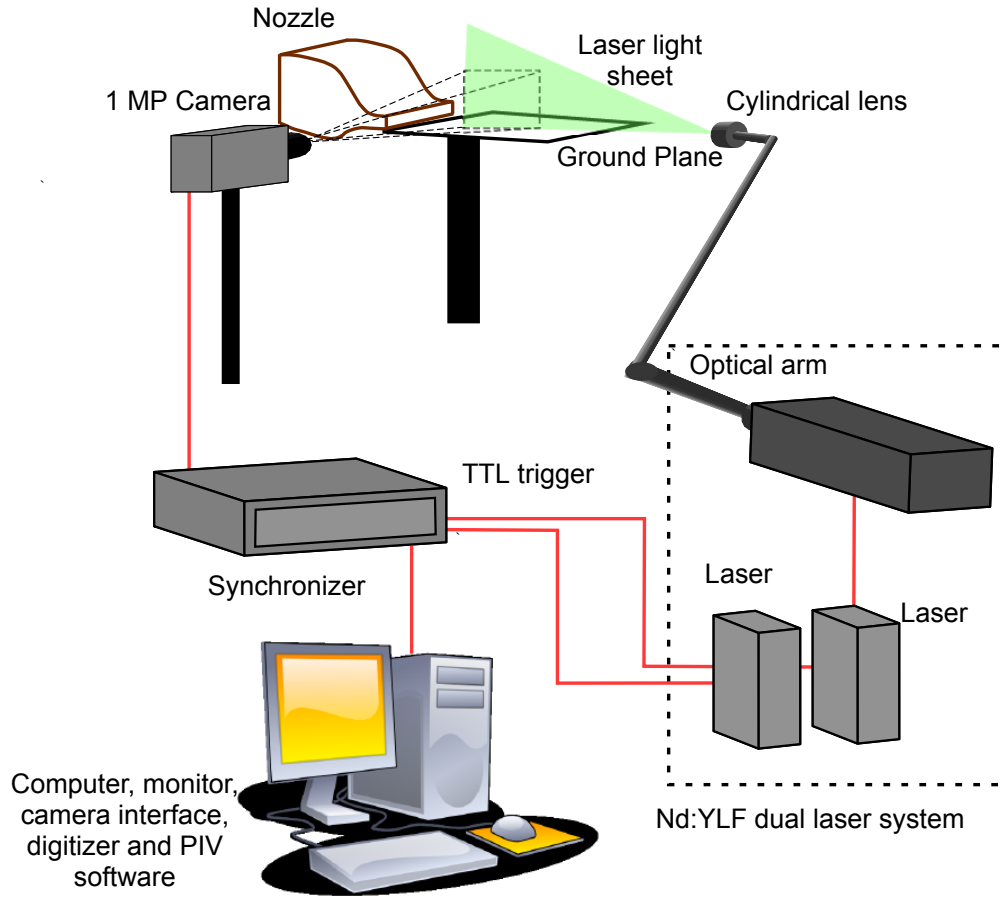 Nozzle
Laser light
sheet
1 MP Camera
Cylindrical lens
Ground Plane
Optical arm
TTL trigger
Synchronizer
Laser
Laser
Computer, monitor,
camera interface,
digitizer and PIV
software
Nd:YLF dual laser system